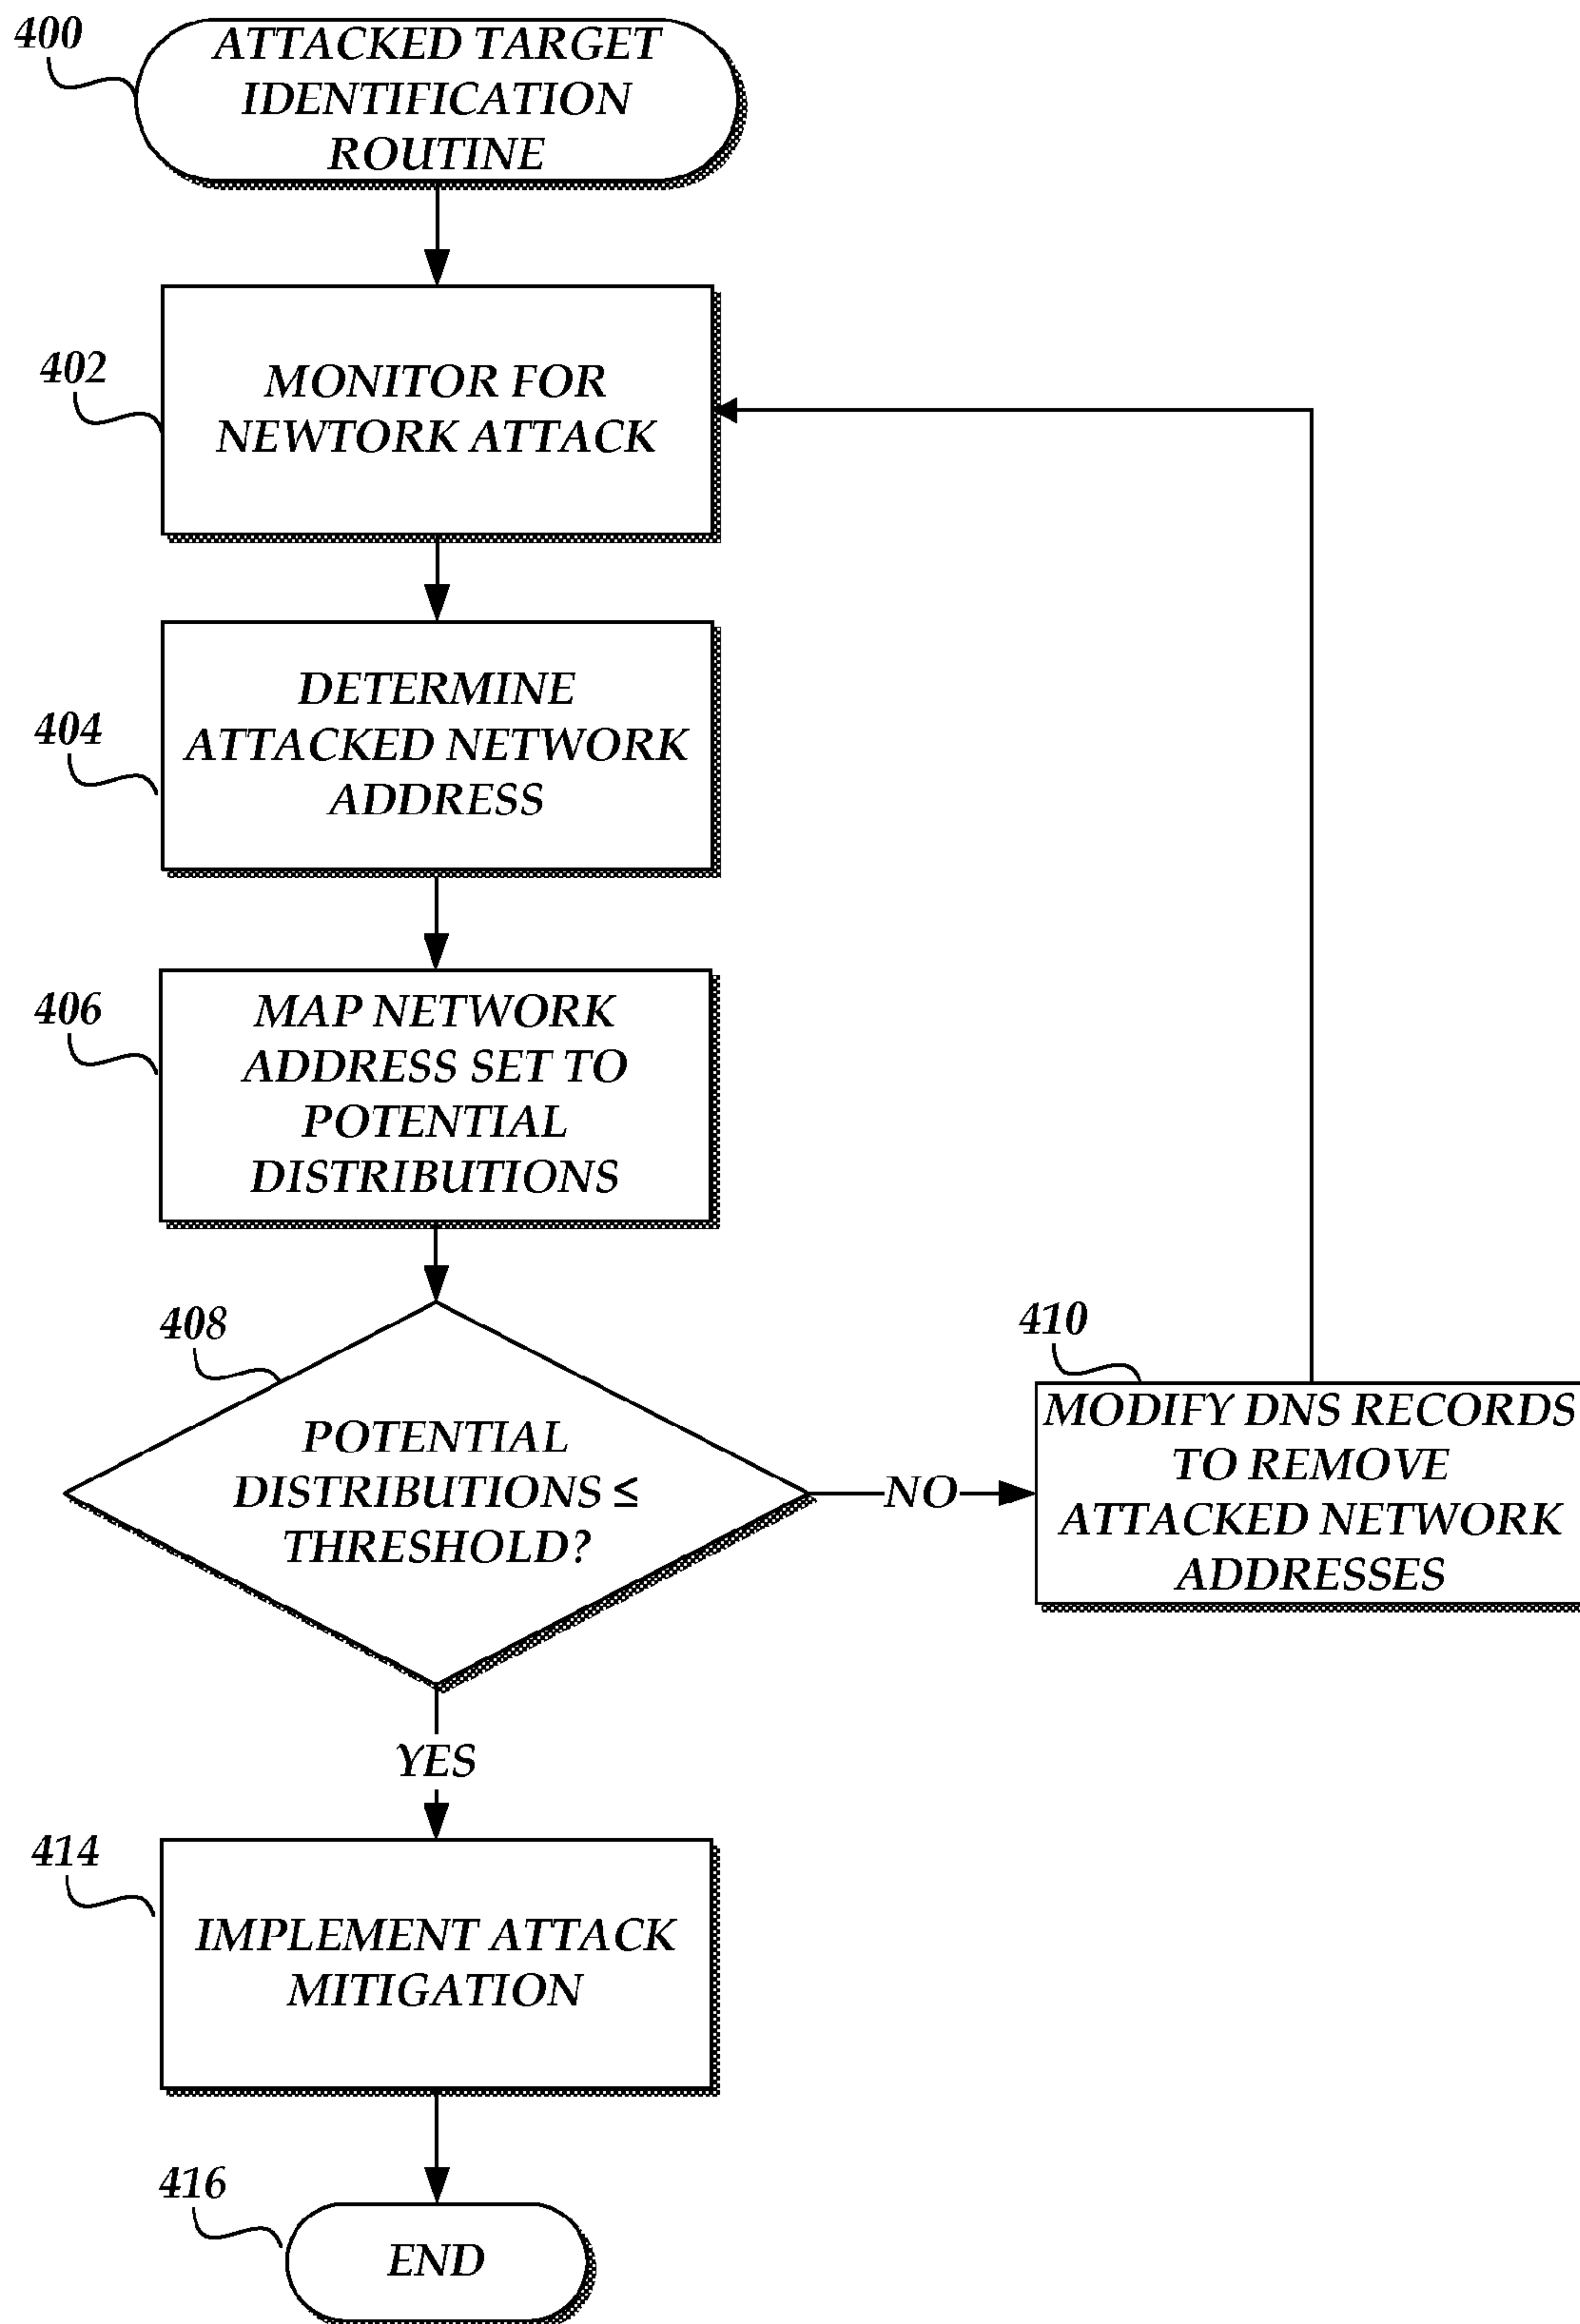 400
ATTACKED TARGET
IDENTIFICATION
ROUTINE
402
MONITOR FOR
NEWTORK ATTACK
404
DETERMINE
ATTACKED NETWORK
ADDRESS
406
MAP NETWORK
ADDRESS SET TO
POTENTIAL
DISTRIBUTIONS
408
POTENTIAL
DISTRIBUTIONS ≤
THRESHOLD?
NO
410
MODIFY DNS RECORDS
TO REMOVE
ATTACKED NETWORK
ADDRESSES
YES
414
IMPLEMENT ATTACK
MITIGATION
416
END